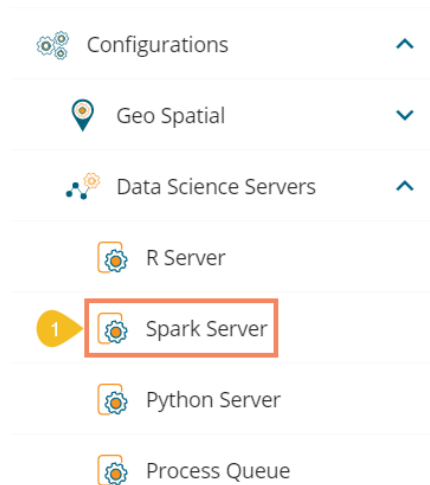 Configurations
Geo Spatial
Data Science Servers
R Server
1 Spark Server
Python Server
Process Queue